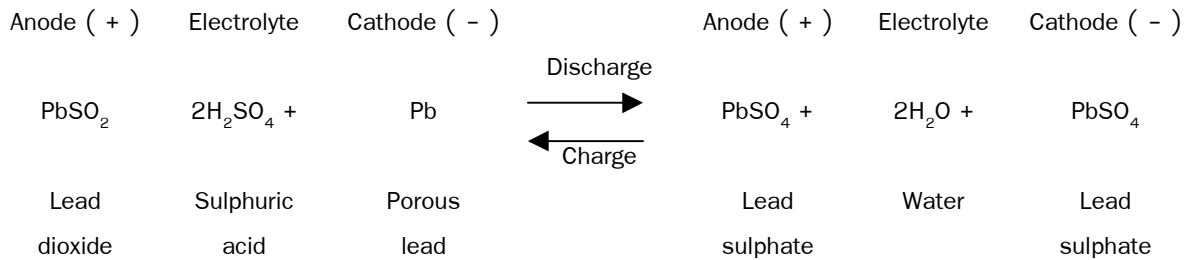 Anode ( + ) Electrolyte Cathode ( – ) Anode ( + ) Electrolyte Cathode ( – )
Discharge
PbSO₂ 2H₂SO₄ + Pb PbSO₄ + 2H₂O + PbSO₄
Charge
Lead Sulphuric Porous Lead Water Lead
dioxide acid lead sulphate sulphate